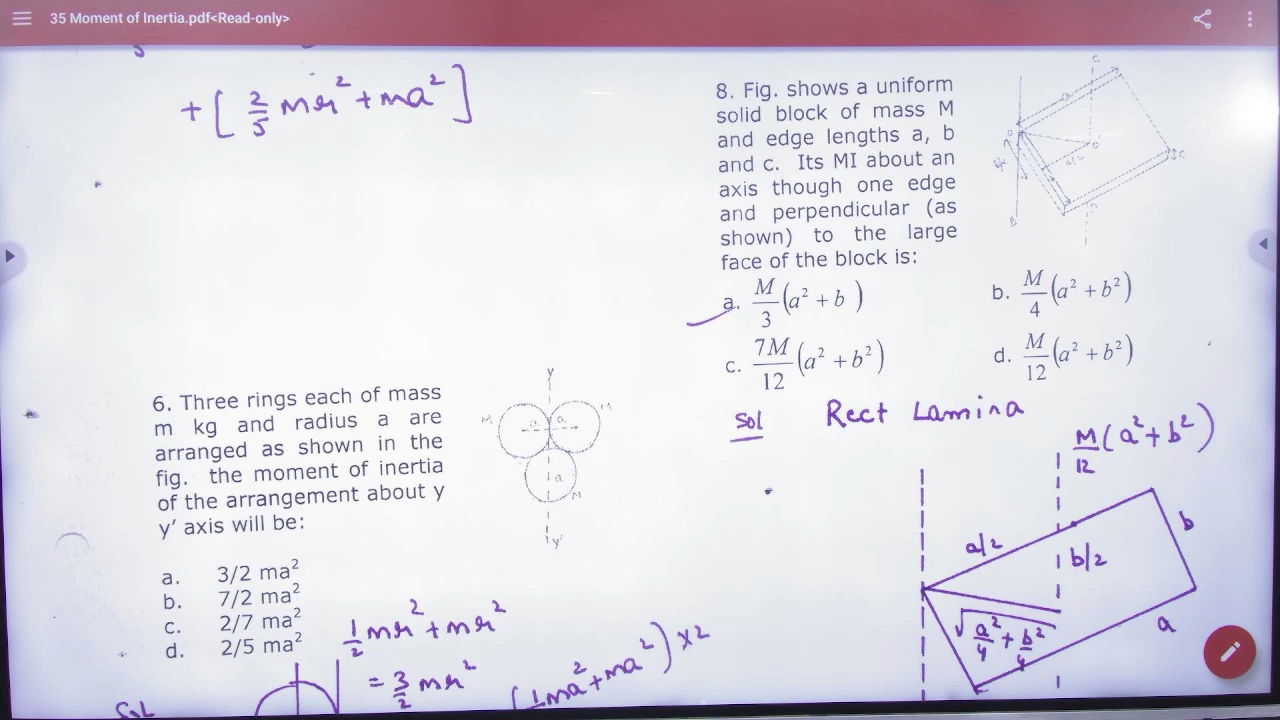 35 Moment of Inertia.pdf<Read-only>
+[2/5 mr² + ma²]
8. Fig. shows a uniform
solid block of mass M
and edge lengths a, b
and c. Its MI about an
axis though one edge
and perpendicular (as
shown) to the large
face of the block is:
a. M/3 (a² + b )
b. M/4 (a² + b²)
c. 7M/12 (a² + b²)
d. M/12 (a² + b²)
6. Three rings each of mass
m kg and radius a are
arranged as shown in the
fig. the moment of inertia
of the arrangement about y
y’ axis will be:
a. 3/2 ma²
b. 7/2 ma²
c. 2/7 ma²
d. 2/5 ma²
y
M
a
a
M
a
M
y'
1/2 mr² + mr²
= 3/2 mr²
(1/2 ma² + ma²) ×2
Sol
Sol
Rect Lamina
M/12 (a² + b²)
a/2
b/2
b
√a²/4 + b²/4
a